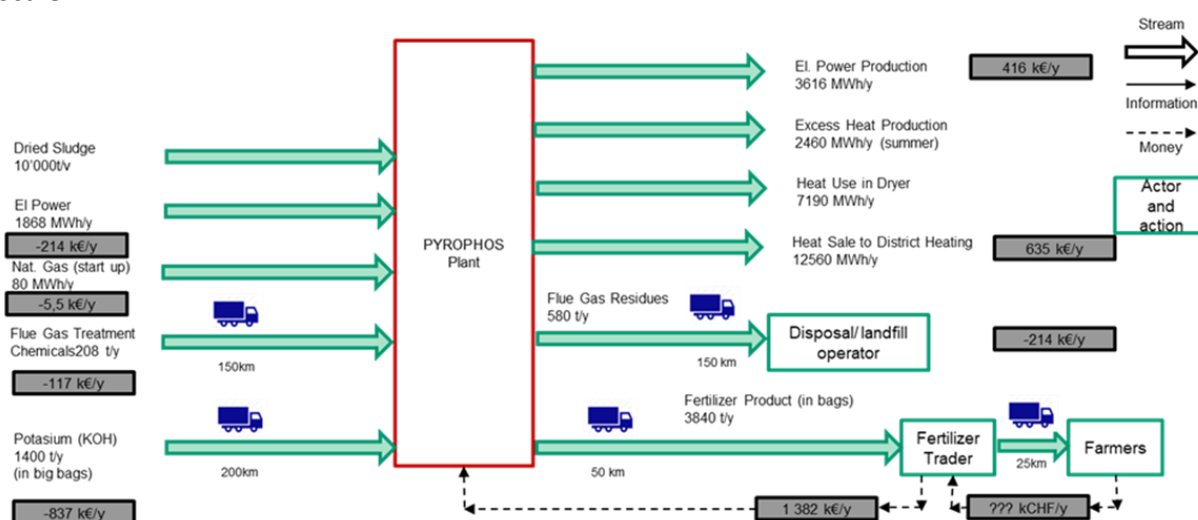 Stream
Information
Money
Actor
and
action
Dried Sludge
10'000t/v
El Power
1868 MWh/y
-214 k€/y
Nat. Gas (start up)
80 MWh/y
-5,5 k€/y
Flue Gas Treatment
Chemicals208 t/y
-117 k€/y
150km
Potasium (KOH)
1400 t/y
(in big bags)
-837 k€/y
200km
PYROPHOS
Plant
El. Power Production
3616 MWh/y
416 k€/y
Excess Heat Production
2460 MWh/y (summer)
Heat Use in Dryer
7190 MWh/y
Heat Sale to District Heating
12560 MWh/y
635 k€/y
Flue Gas Residues
580 t/y
150 km
Disposal/landfill
operator
-214 k€/y
Fertilizer Product (in bags)
3840 t/y
50 km
Fertilizer
Trader
25km
Farmers
1 382 k€/y
??? kCHF/y